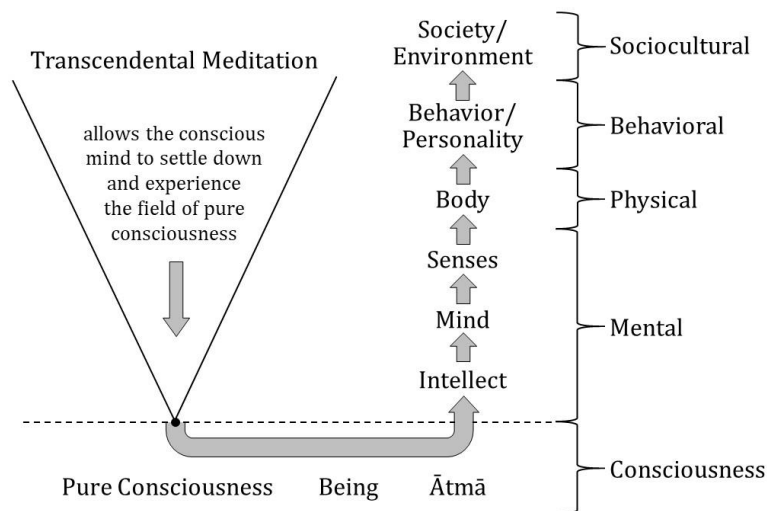 Transcendental Meditation
allows the conscious
mind to settle down
and experience
the field of pure
consciousness
Society/
Environment
Behavior/
Personality
Body
Senses
Mind
Intellect
Sociocultural
Behavioral
Physical
Mental
Consciousness
Pure Consciousness Being Ātmā